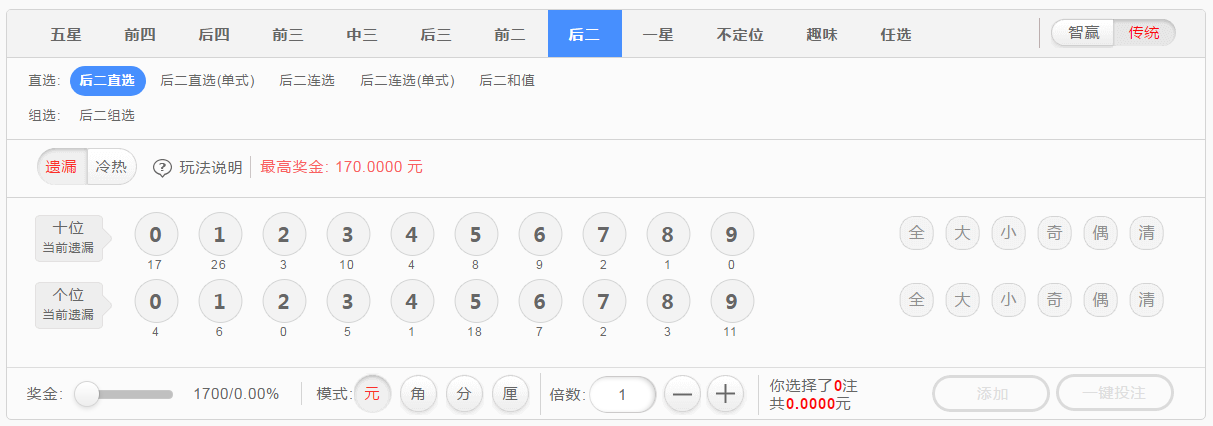 五星 前四 后四 前三 中三 后三 前二 后二 一星 不定位 趣味 任选 智赢 传统
直选: 后二直选 后二直选(单式) 后二连选 后二连选(单式) 后二和值
组选: 后二组选
遗漏 冷热 ? 玩法说明 最高奖金: 170.0000 元
十位 0 1 2 3 4 5 6 7 8 9 全 大 小 奇 偶 清
当前遗漏 17 26 3 10 4 8 9 2 1 0
个位 0 1 2 3 4 5 6 7 8 9 全 大 小 奇 偶 清
当前遗漏 4 6 0 5 1 18 7 2 3 11
奖金: 1700/0.00% 模式: 元 角 分 厘 倍数: 1 — + 你选择了0注 添加 一键投注
共0.0000元